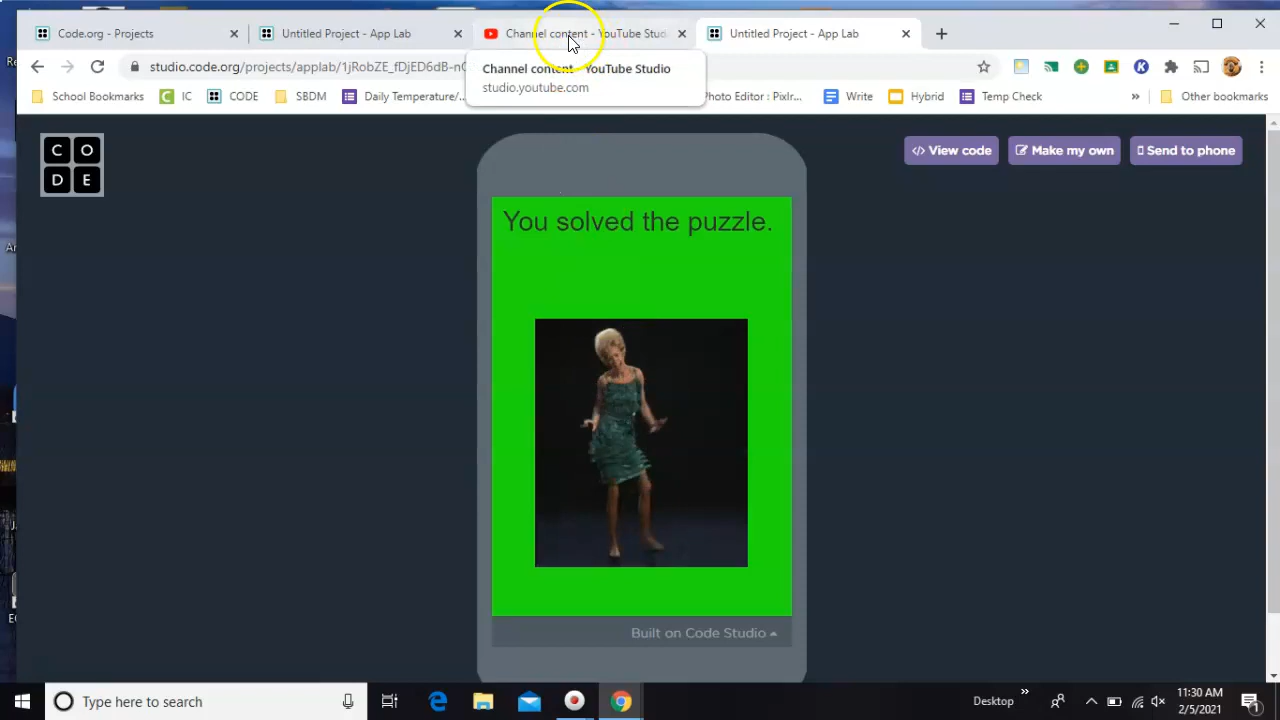 Code.org - Projects
Untitled Project - App Lab
Channel content - YouTube Stud
Untitled Project - App Lab
studio.code.org/projects/applab/1jRobZE_fDjED6dB-n
Channel content - YouTube Studio
studio.youtube.com
School Bookmarks
IC
CODE
SBDM
Daily Temperature/...
Photo Editor : Pixlr...
Write
Hybrid
Temp Check
»
Other bookmarks
C O
D E
</> View code
Make my own
Send to phone
You solved the puzzle.
Built on Code Studio
Type here to search
Desktop
»
11:30 AM
2/5/2021
1